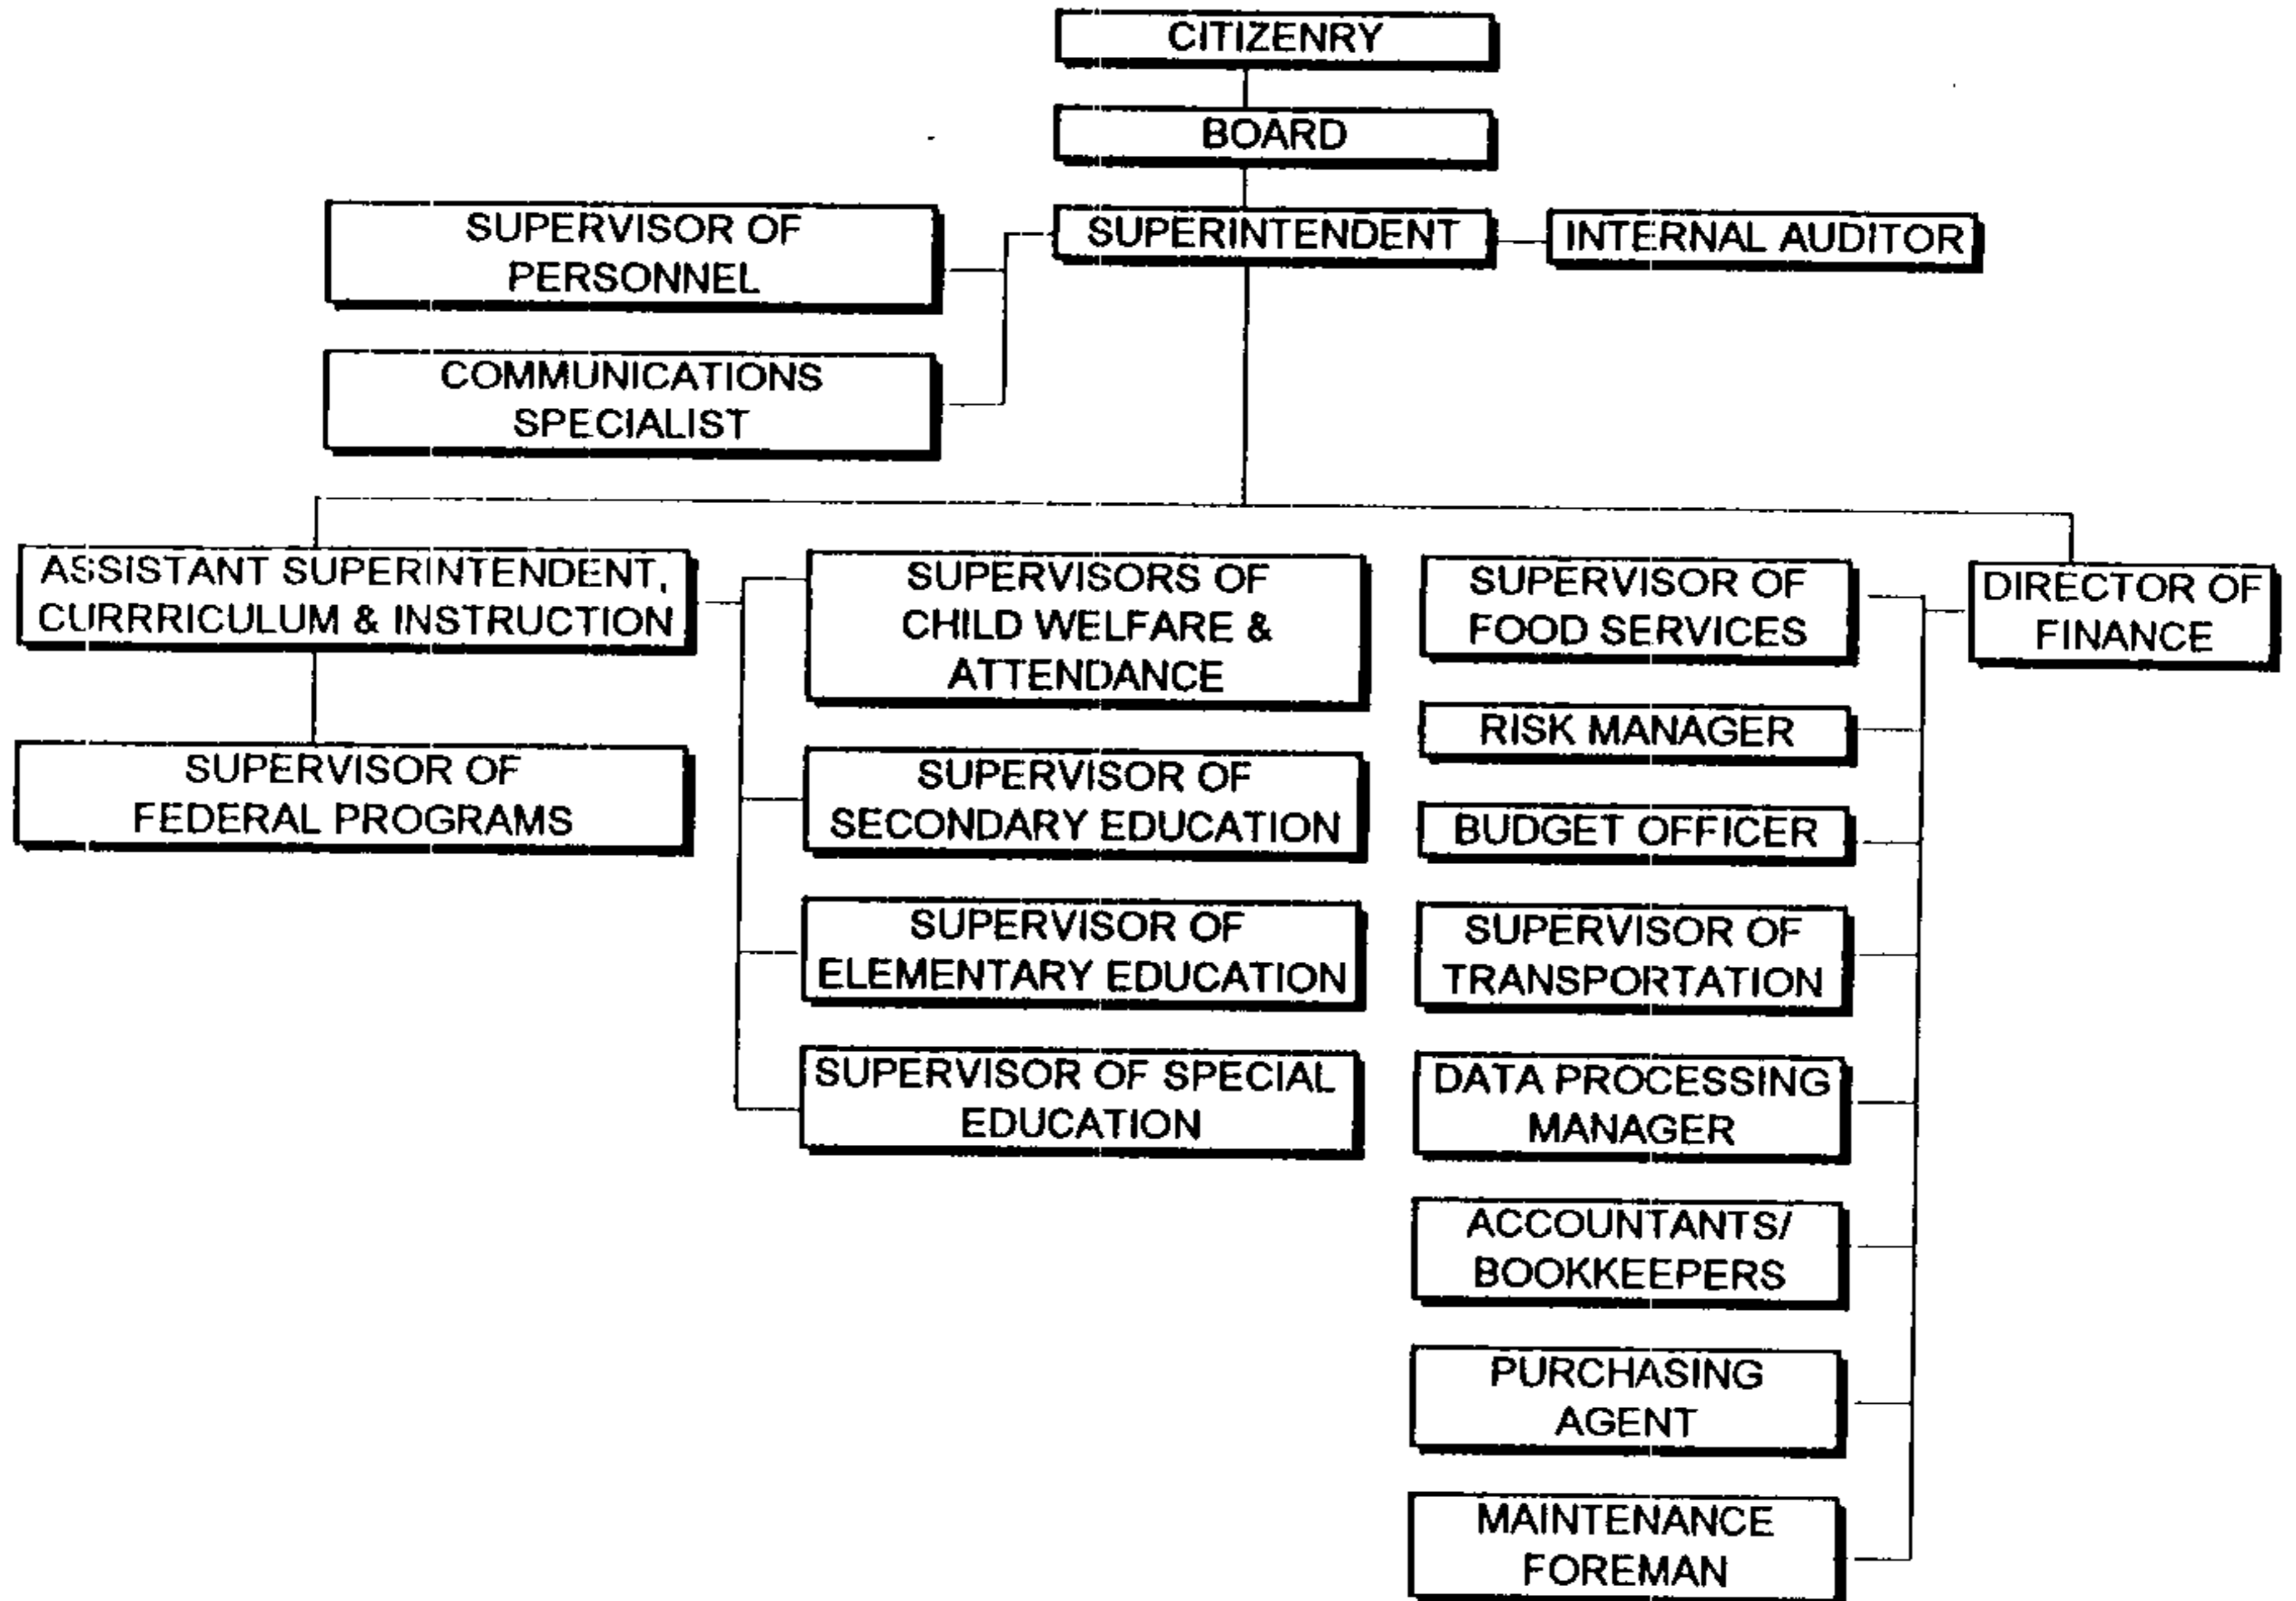 CITIZENRY
BOARD
SUPERINTENDENT
INTERNAL AUDITOR
SUPERVISOR OF
PERSONNEL
COMMUNICATIONS
SPECIALIST
ASSISTANT SUPERINTENDENT,
CURRRICULUM & INSTRUCTION
SUPERVISOR OF
FEDERAL PROGRAMS
SUPERVISORS OF
CHILD WELFARE &
ATTENDANCE
SUPERVISOR OF
SECONDARY EDUCATION
SUPERVISOR OF
ELEMENTARY EDUCATION
SUPERVISOR OF SPECIAL
EDUCATION
DIRECTOR OF
FINANCE
SUPERVISOR OF
FOOD SERVICES
RISK MANAGER
BUDGET OFFICER
SUPERVISOR OF
TRANSPORTATION
DATA PROCESSING
MANAGER
ACCOUNTANTS/
BOOKKEEPERS
PURCHASING
AGENT
MAINTENANCE
FOREMAN